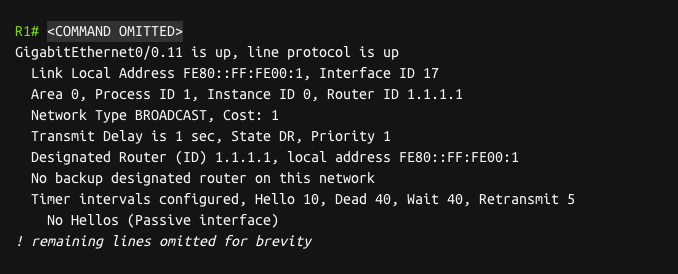 R1# <COMMAND OMITTED>
GigabitEthernet0/0.11 is up, line protocol is up
Link Local Address FE80::FF:FE00:1, Interface ID 17
Area 0, Process ID 1, Instance ID 0, Router ID 1.1.1.1
Network Type BROADCAST, Cost: 1
Transmit Delay is 1 sec, State DR, Priority 1
Designated Router (ID) 1.1.1.1, local address FE80::FF:FE00:1
No backup designated router on this network
Timer intervals configured, Hello 10, Dead 40, Wait 40, Retransmit 5
No Hellos (Passive interface)
! remaining lines omitted for brevity